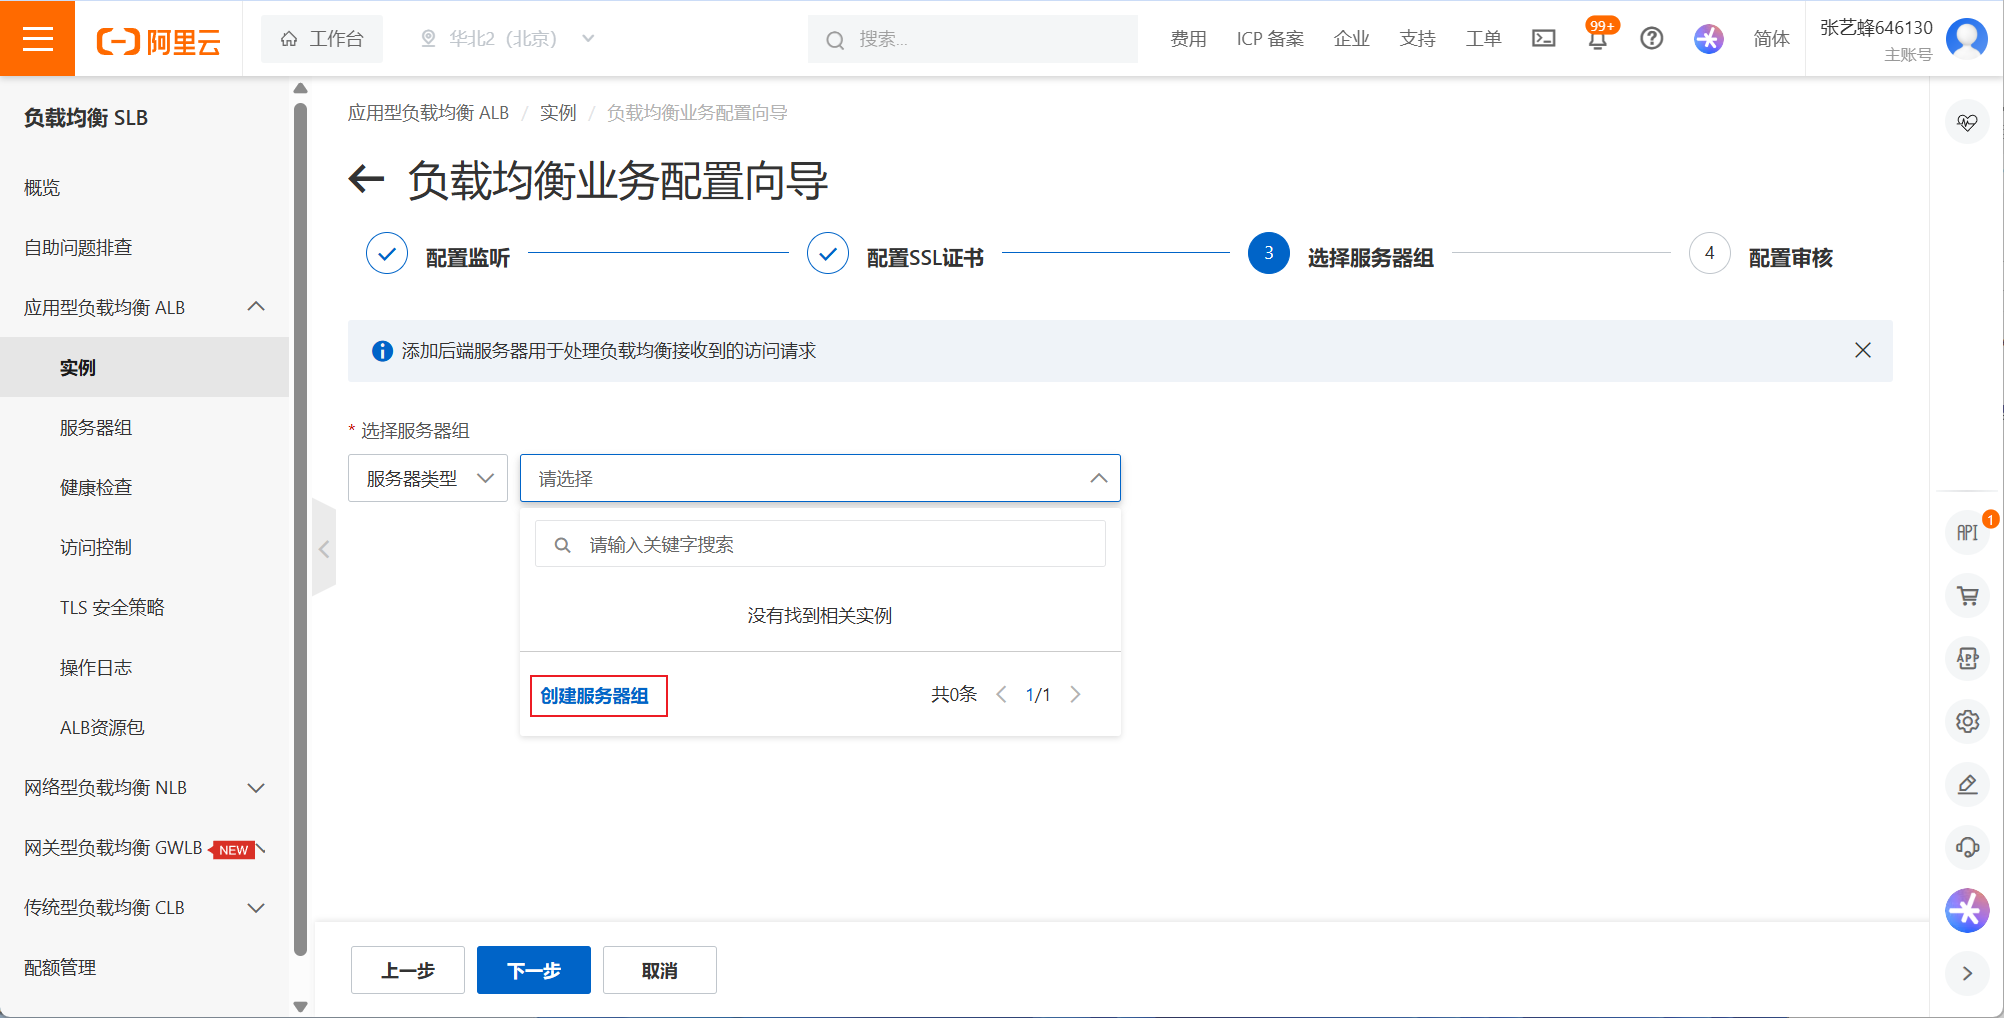 阿里云
工作台
华北2（北京）
搜索...
费用
ICP 备案
企业
支持
工单
99+
简体
张艺蜂646130
主账号
负载均衡 SLB
概览
自助问题排查
应用型负载均衡 ALB
实例
服务器组
健康检查
访问控制
TLS 安全策略
操作日志
ALB资源包
网络型负载均衡 NLB
网关型负载均衡 GWLB NEW
传统型负载均衡 CLB
配额管理
应用型负载均衡 ALB / 实例 / 负载均衡业务配置向导
负载均衡业务配置向导
配置监听
配置SSL证书
3 选择服务器组
4 配置审核
添加后端服务器用于处理负载均衡接收到的访问请求
* 选择服务器组
服务器类型
请选择
请输入关键字搜索
没有找到相关实例
创建服务器组
共0条
1/1
上一步
下一步
取消
API
1
APP